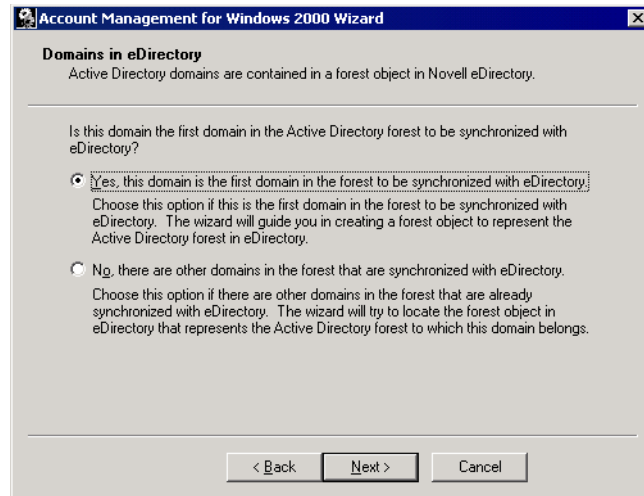 Account Management for Windows 2000 Wizard
Domains in eDirectory
Active Directory domains are contained in a forest object in Novell eDirectory.
Is this domain the first domain in the Active Directory forest to be synchronized with
eDirectory?
Yes, this domain is the first domain in the forest to be synchronized with eDirectory.
Choose this option if this is the first domain in the forest to be synchronized with
eDirectory. The wizard will guide you in creating a forest object to represent the
Active Directory forest in eDirectory.
No, there are other domains in the forest that are synchronized with eDirectory.
Choose this option if there are other domains in the forest that are already
synchronized with eDirectory. The wizard will try to locate the forest object in
eDirectory that represents the Active Directory forest to which this domain belongs.
< Back Next > Cancel